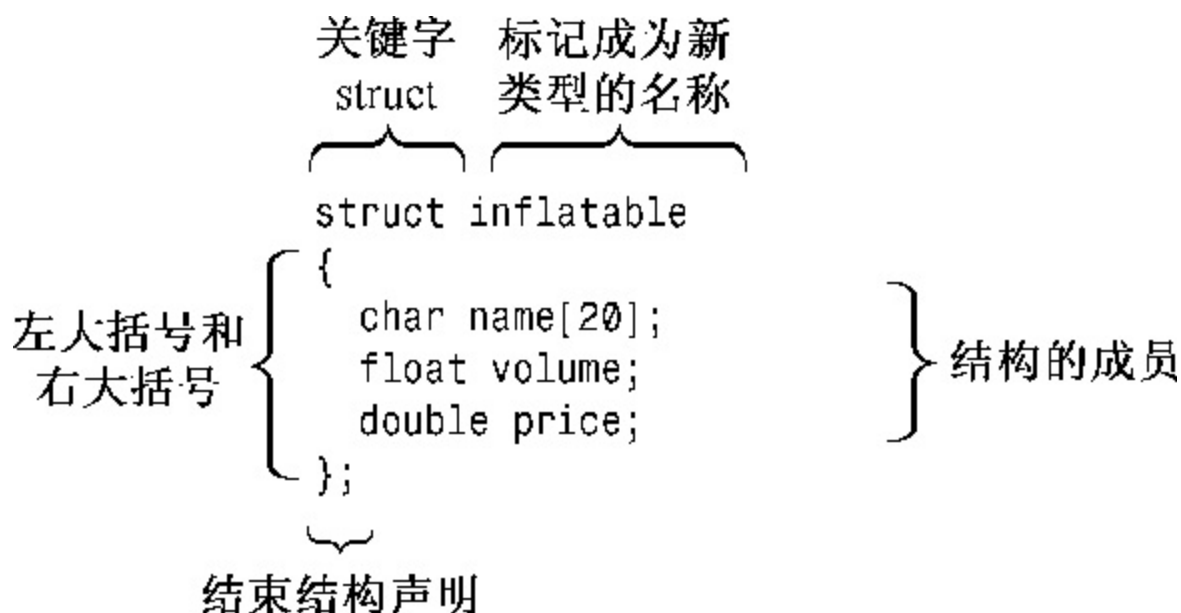 关键字 标记成为新
struct 类型的名称
struct inflatable
{
char name[20];
左大括号和
float volume;
结构的成员
右大括号
double price;
};
结束结构声明